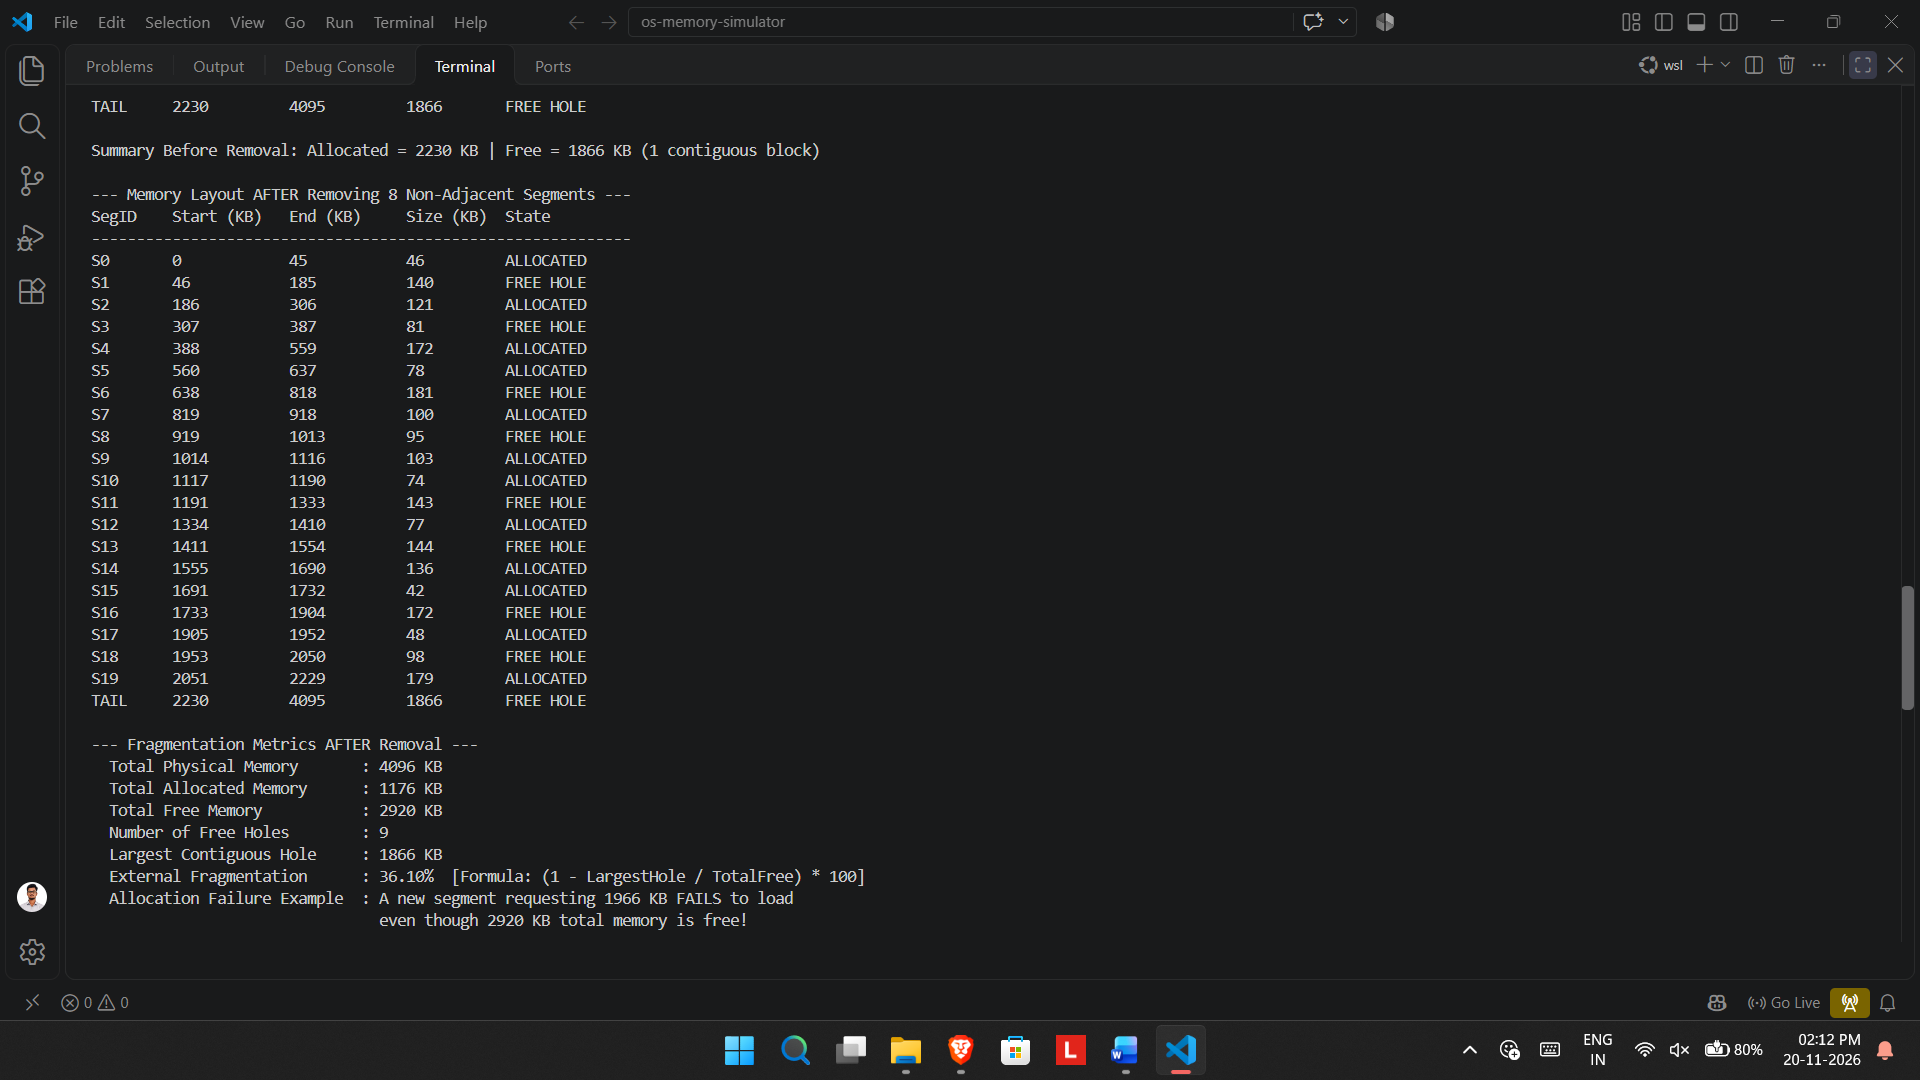 File Edit Selection View Go Run Terminal Help
os-memory-simulator
Problems Output Debug Console Terminal Ports
wsl
TAIL 2230 4095 1866 FREE HOLE
Summary Before Removal: Allocated = 2230 KB | Free = 1866 KB (1 contiguous block)
--- Memory Layout AFTER Removing 8 Non-Adjacent Segments ---
SegID Start (KB) End (KB) Size (KB) State
------------------------------------------------------------
S0 0 45 46 ALLOCATED
S1 46 185 140 FREE HOLE
S2 186 306 121 ALLOCATED
S3 307 387 81 FREE HOLE
S4 388 559 172 ALLOCATED
S5 560 637 78 ALLOCATED
S6 638 818 181 FREE HOLE
S7 819 918 100 ALLOCATED
S8 919 1013 95 FREE HOLE
S9 1014 1116 103 ALLOCATED
S10 1117 1190 74 ALLOCATED
S11 1191 1333 143 FREE HOLE
S12 1334 1410 77 ALLOCATED
S13 1411 1554 144 FREE HOLE
S14 1555 1690 136 ALLOCATED
S15 1691 1732 42 ALLOCATED
S16 1733 1904 172 FREE HOLE
S17 1905 1952 48 ALLOCATED
S18 1953 2050 98 FREE HOLE
S19 2051 2229 179 ALLOCATED
TAIL 2230 4095 1866 FREE HOLE
--- Fragmentation Metrics AFTER Removal ---
Total Physical Memory : 4096 KB
Total Allocated Memory : 1176 KB
Total Free Memory : 2920 KB
Number of Free Holes : 9
Largest Contiguous Hole : 1866 KB
External Fragmentation : 36.10% [Formula: (1 - LargestHole / TotalFree) * 100]
Allocation Failure Example : A new segment requesting 1966 KB FAILS to load
even though 2920 KB total memory is free!
0 0
Go Live
L
W
ENG
IN
80%
02:12 PM
20-11-2026